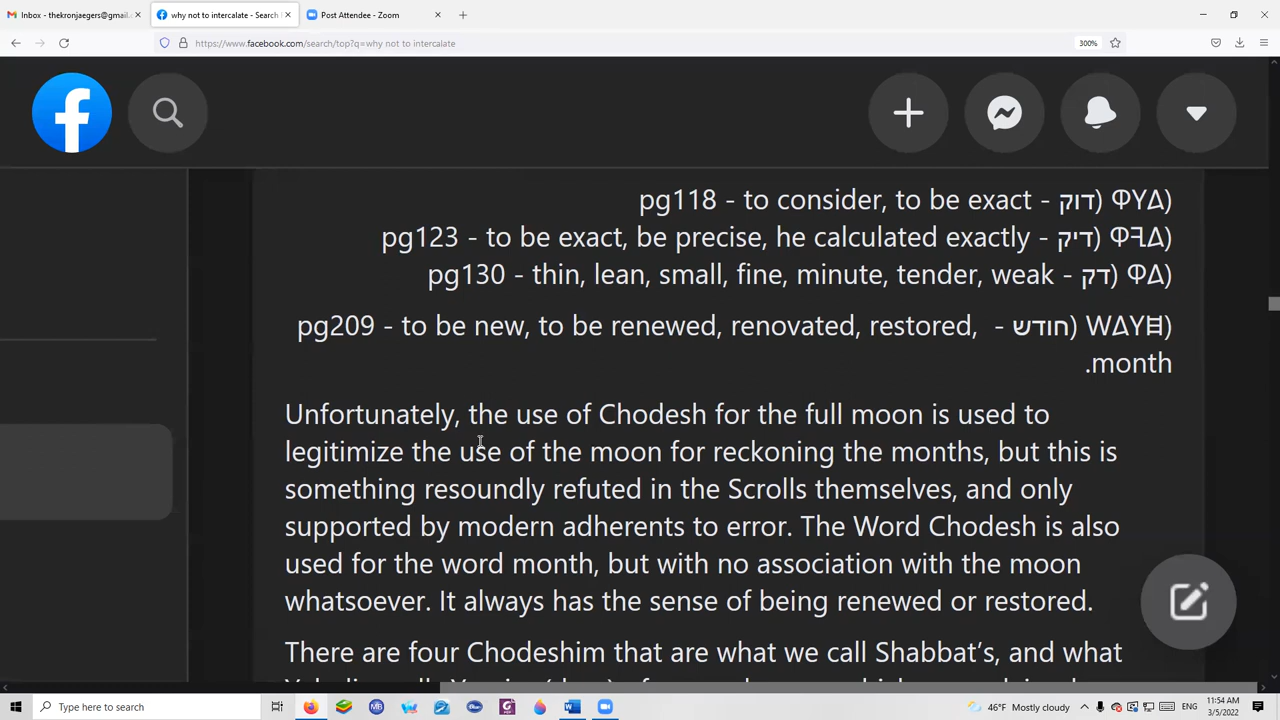 Inbox - thekronjaegers@gmail.c
why not to intercalate - Search
Post Attendee - Zoom
https://www.facebook.com/search/top?q=why not to intercalate
300%
pg118 - to consider, to be exact - דוק) 𐤒𐤅𐤃)
pg123 - to be exact, be precise, he calculated exactly - דיק) 𐤒𐤉𐤃)
pg130 - thin, lean, small, fine, minute, tender, weak - דק) 𐤒𐤃)
pg209 - to be new, to be renewed, renovated, restored, - חודש) 𐤔𐤃𐤅𐤇)
.month
Unfortunately, the use of Chodesh for the full moon is used to
legitimize the use of the moon for reckoning the months, but this is
something resoundly refuted in the Scrolls themselves, and only
supported by modern adherents to error. The Word Chodesh is also
used for the word month, but with no association with the moon
whatsoever. It always has the sense of being renewed or restored.
There are four Chodeshim that are what we call Shabbat's, and what
Type here to search
46°F Mostly cloudy
11:54 AM
3/5/2022